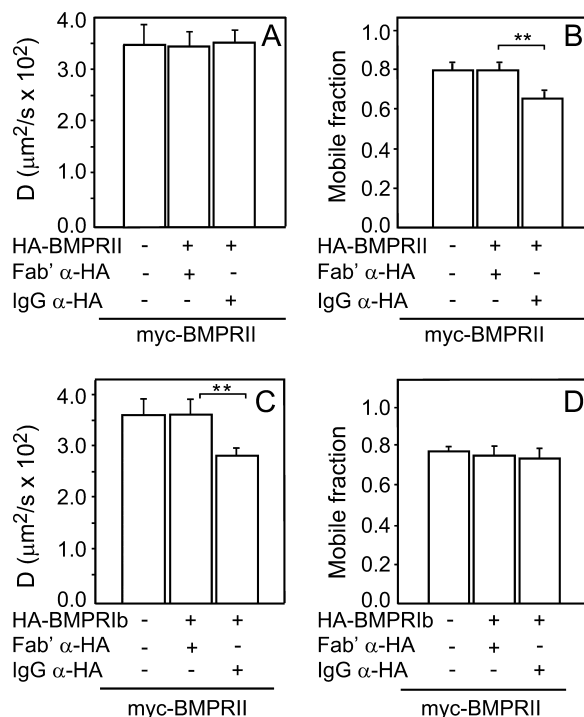 A
D (μm²/s x 10²)
4.0
3.0
2.0
1.0
0.0
HA-BMPRII - + +
Fab' α-HA - + -
IgG α-HA - - +
myc-BMPRII
B
**
Mobile fraction
1.0
0.8
0.6
0.4
0.2
0
HA-BMPRII - + +
Fab' α-HA - + -
IgG α-HA - - +
myc-BMPRII
C
**
D (μm²/s x 10²)
4.0
3.0
2.0
1.0
0.0
HA-BMPRIb - + +
Fab' α-HA - + -
IgG α-HA - - +
myc-BMPRII
D
Mobile fraction
1.0
0.8
0.6
0.4
0.2
0
HA-BMPRIb - + +
Fab' α-HA - + -
IgG α-HA - - +
myc-BMPRII